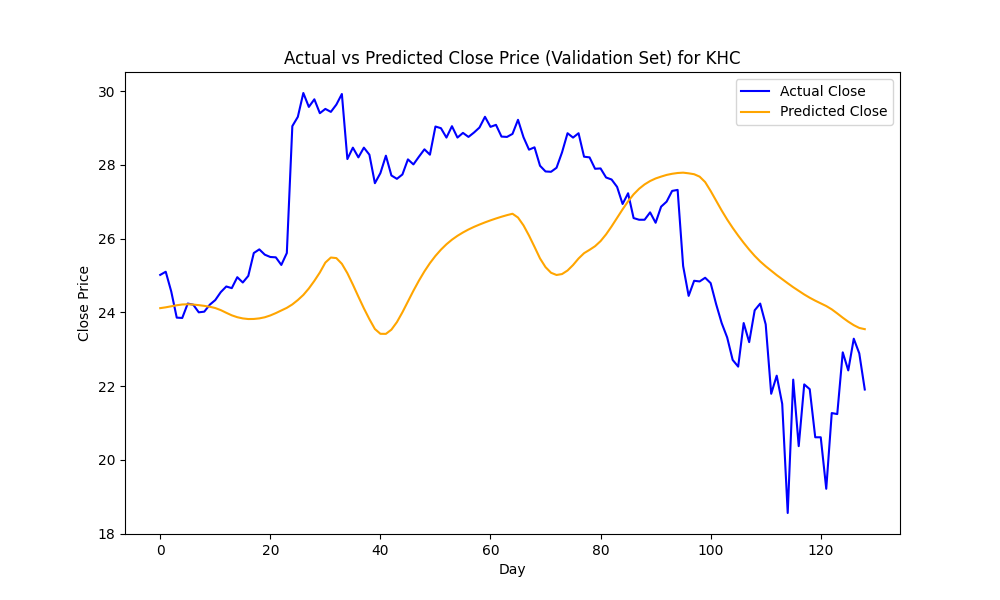 Actual vs Predicted Close Price (Validation Set) for KHC
Actual Close
Predicted Close
Close Price
30
28
26
24
22
20
18
0 20 40 60 80 100 120
Day